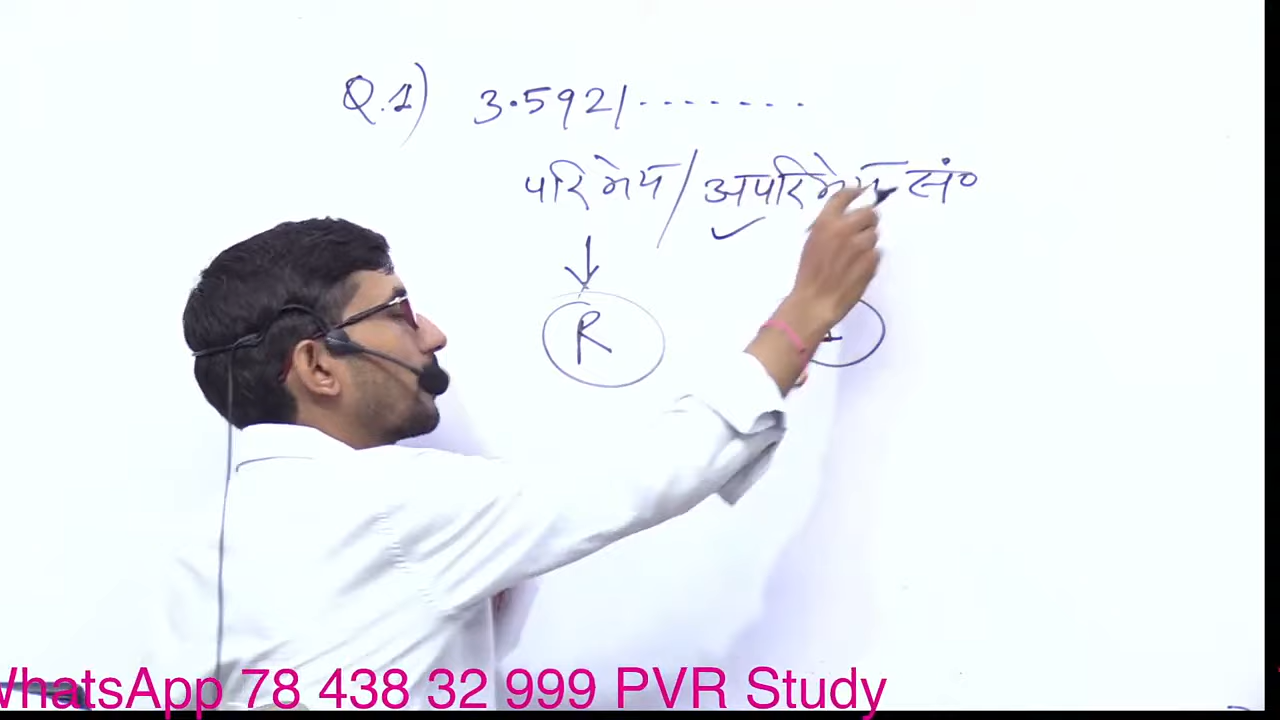 Q.1) 3.5921........
परिमेय/अपरिमेय सं०
R
WhatsApp 78 438 32 999 PVR Study